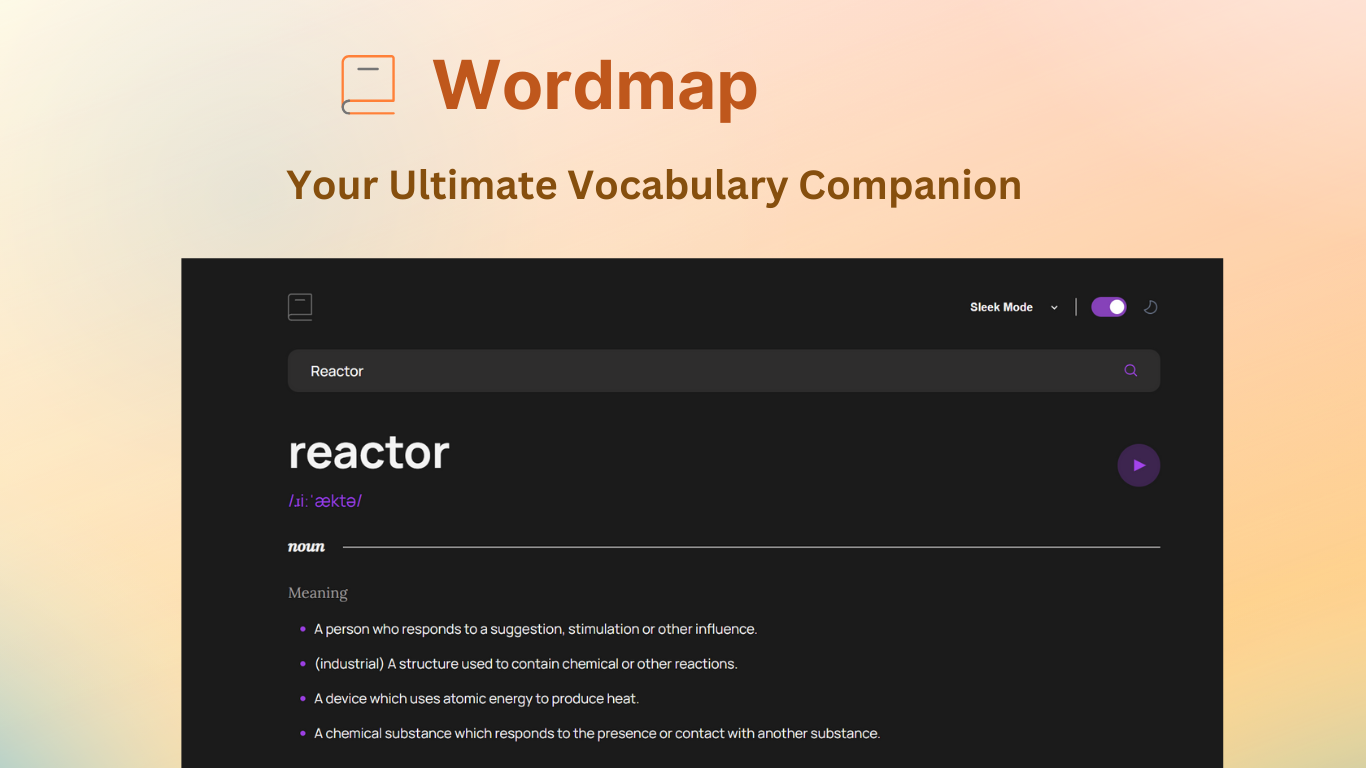 Wordmap
Your Ultimate Vocabulary Companion
Sleek Mode
Reactor
reactor
/ɹiːˈæktə/
noun
Meaning
A person who responds to a suggestion, stimulation or other influence.
(industrial) A structure used to contain chemical or other reactions.
A device which uses atomic energy to produce heat.
A chemical substance which responds to the presence or contact with another substance.